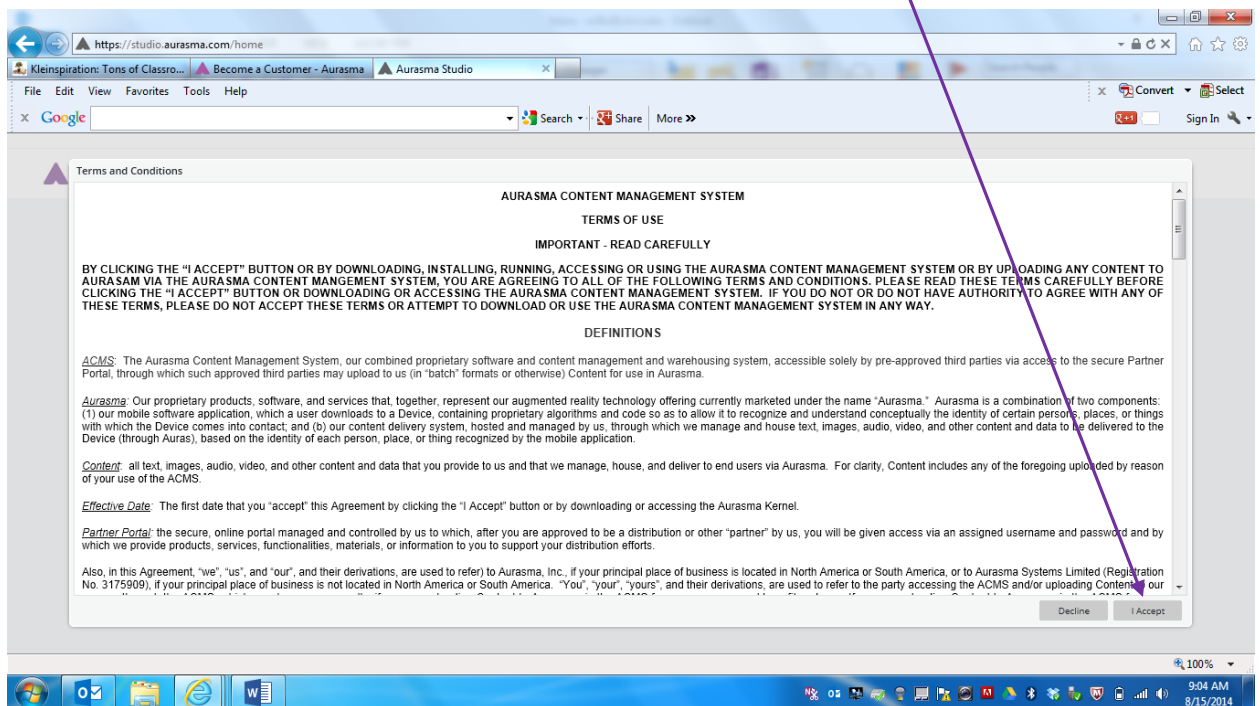 https://studio.aurasma.com/home
Kleinspiration: Tons of Classro... Become a Customer - Aurasma Aurasma Studio
File Edit View Favorites Tools Help
x Convert Select
x Google Search Share More »
Sign In
Terms and Conditions
AURASMA CONTENT MANAGEMENT SYSTEM
TERMS OF USE
IMPORTANT - READ CAREFULLY
BY CLICKING THE “I ACCEPT” BUTTON OR BY DOWNLOADING, INSTALLING, RUNNING, ACCESSING OR USING THE AURASMA CONTENT MANAGEMENT SYSTEM OR BY UPLOADING ANY CONTENT TO
AURASAM VIA THE AURASMA CONTENT MANGEMENT SYSTEM, YOU ARE AGREEING TO ALL OF THE FOLLOWING TERMS AND CONDITIONS. PLEASE READ THESE TERMS CAREFULLY BEFORE
CLICKING THE “I ACCEPT” BUTTON OR DOWNLOADING OR ACCESSING THE AURASMA CONTENT MANAGEMENT SYSTEM. IF YOU DO NOT OR DO NOT HAVE AUTHORITY TO AGREE WITH ANY OF
THESE TERMS, PLEASE DO NOT ACCEPT THESE TERMS OR ATTEMPT TO DOWNLOAD OR USE THE AURASMA CONTENT MANAGEMENT SYSTEM IN ANY WAY.
DEFINITIONS
ACMS: The Aurasma Content Management System, our combined proprietary software and content management and warehousing system, accessible solely by pre-approved third parties via access to the secure Partner
Portal, through which such approved third parties may upload to us (in “batch” formats or otherwise) Content for use in Aurasma.
Aurasma: Our proprietary products, software, and services that, together, represent our augmented reality technology offering currently marketed under the name “Aurasma.” Aurasma is a combination of two components:
(1) our mobile software application, which a user downloads to a Device, containing proprietary algorithms and code so as to allow it to recognize and understand conceptually the identity of certain persons, places, or things
with which the Device comes into contact; and (b) our content delivery system, hosted and managed by us, through which we manage and house text, images, audio, video, and other content and data to be delivered to the
Device (through Auras), based on the identity of each person, place, or thing recognized by the mobile application.
Content: all text, images, audio, video, and other content and data that you provide to us and that we manage, house, and deliver to end users via Aurasma. For clarity, Content includes any of the foregoing uploaded by reason
of your use of the ACMS.
Effective Date: The first date that you “accept” this Agreement by clicking the “I Accept” button or by downloading or accessing the Aurasma Kernel.
Partner Portal: the secure, online portal managed and controlled by us to which, after you are approved to be a distribution or other “partner” by us, you will be given access via an assigned username and password and by
which we provide products, services, functionalities, materials, or information to you to support your distribution efforts.
Also, in this Agreement, “we”, “us”, and “our”, and their derivations, are used to refer) to Aurasma, Inc., if your principal place of business is located in North America or South America, or to Aurasma Systems Limited (Registration
No. 3175909), if your principal place of business is not located in North America or South America. “You”, “your”, “yours”, and their derivations, are used to refer to the party accessing the ACMS and/or uploading Content to our
Decline I Accept
100%
9:04 AM
8/15/2014